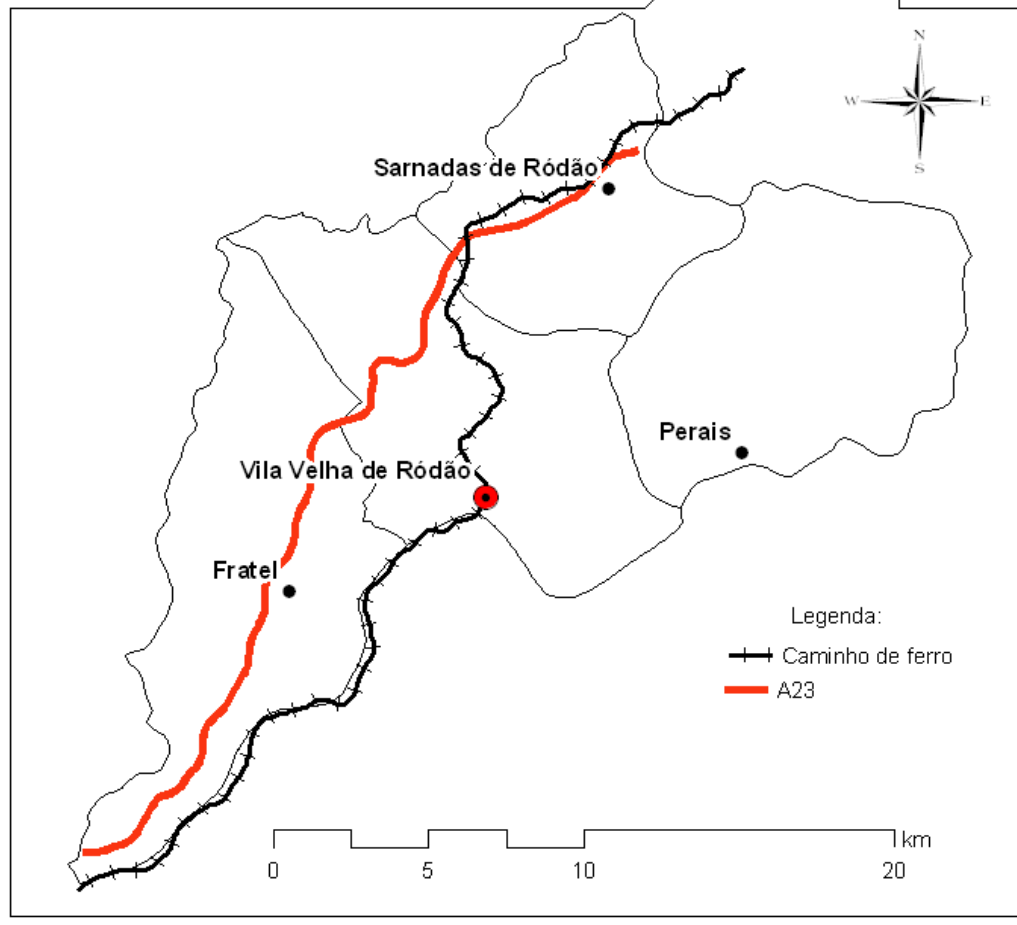 N
W E
S
Sarnadas de Ródão
Perais
Vila Velha de Ródão
Fratel
Legenda:
Caminho de ferro
A23
km
0 5 10 20